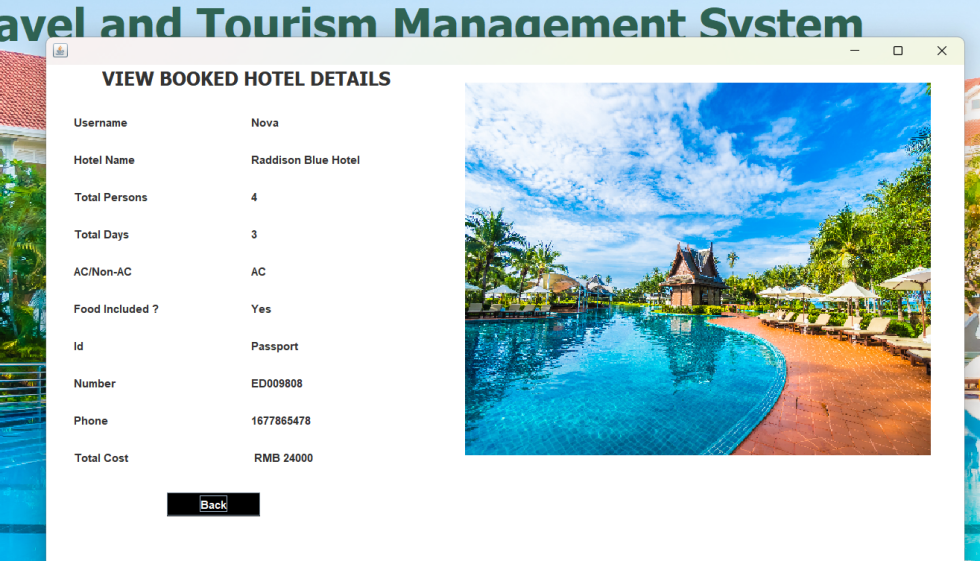 avel and Tourism Management System
VIEW BOOKED HOTEL DETAILS
Username Nova
Hotel Name Raddison Blue Hotel
Total Persons 4
Total Days 3
AC/Non-AC AC
Food Included ? Yes
Id Passport
Number ED009808
Phone 1677865478
Total Cost RMB 24000
Back